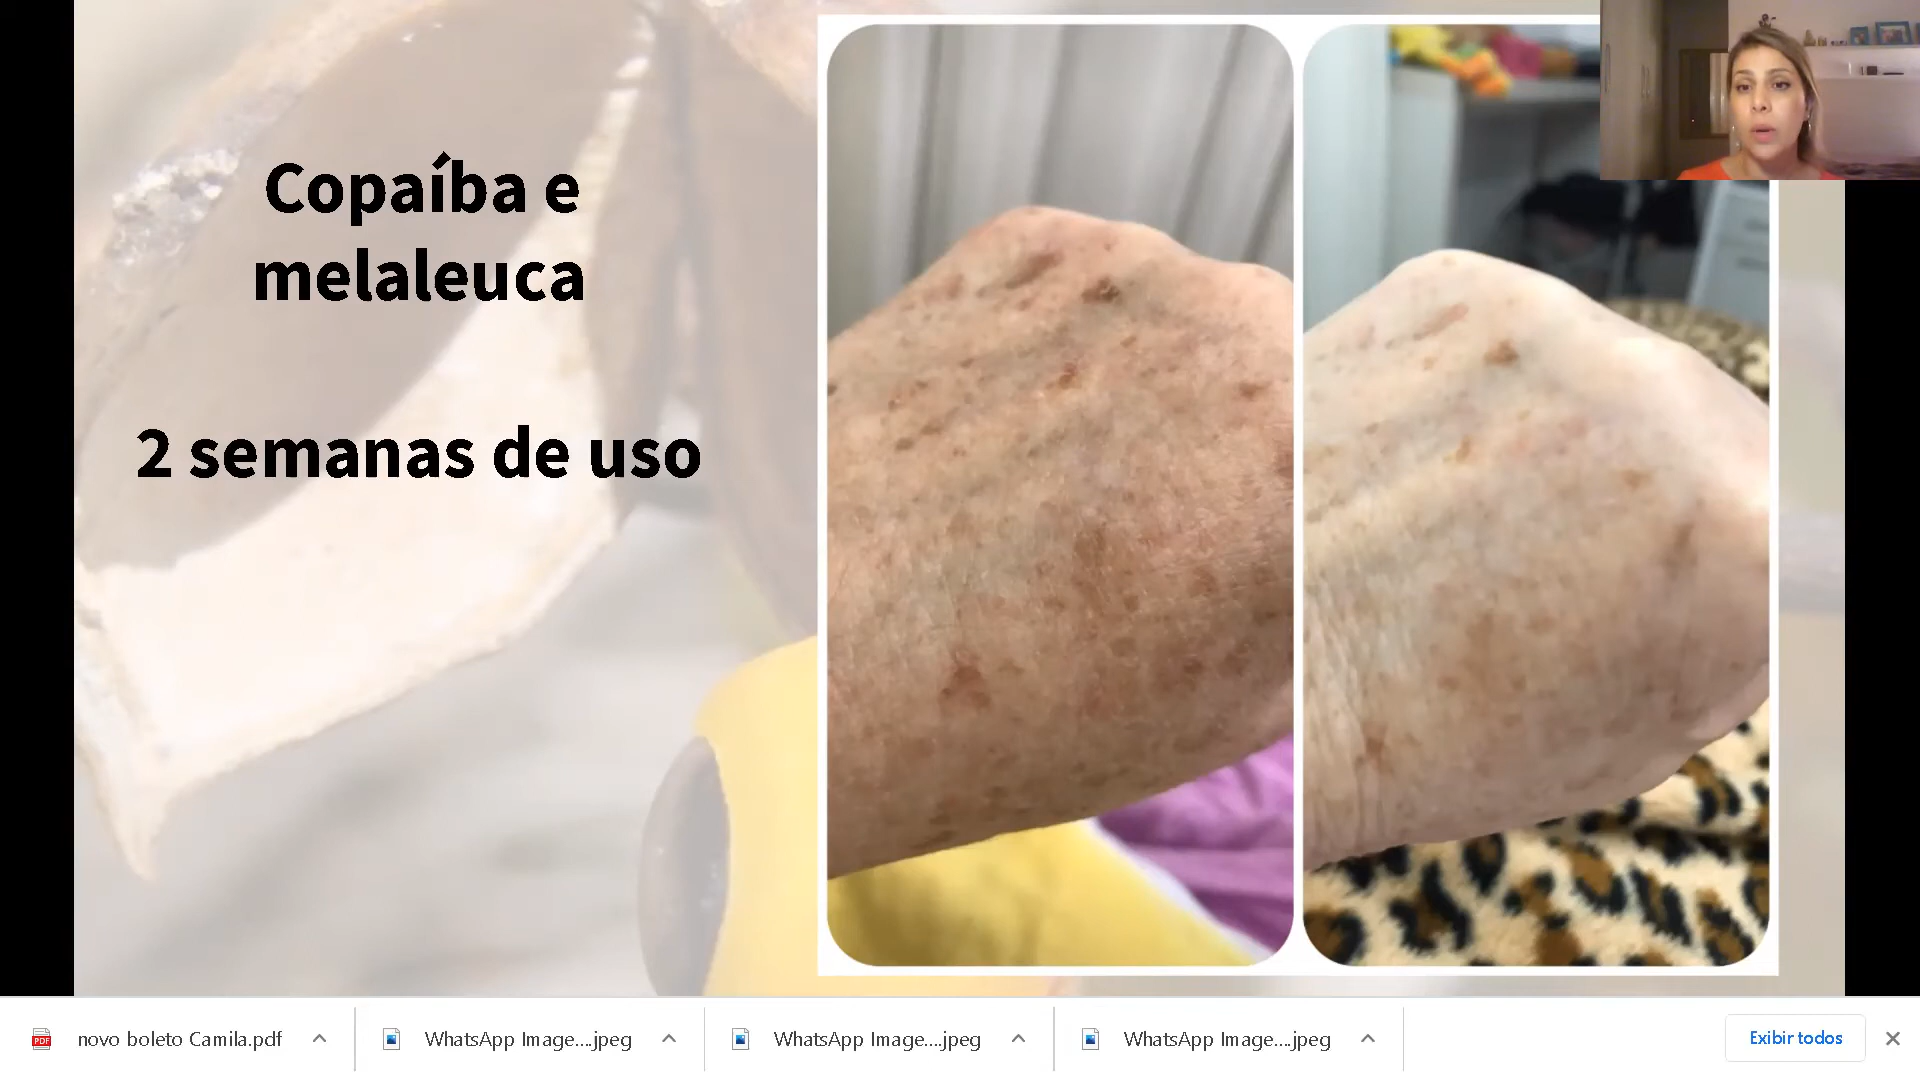 Copaíba e
melaleuca
2 semanas de uso
novo boleto Camila.pdf
WhatsApp Image....jpeg
WhatsApp Image....jpeg
WhatsApp Image....jpeg
Exibir todos
PDF